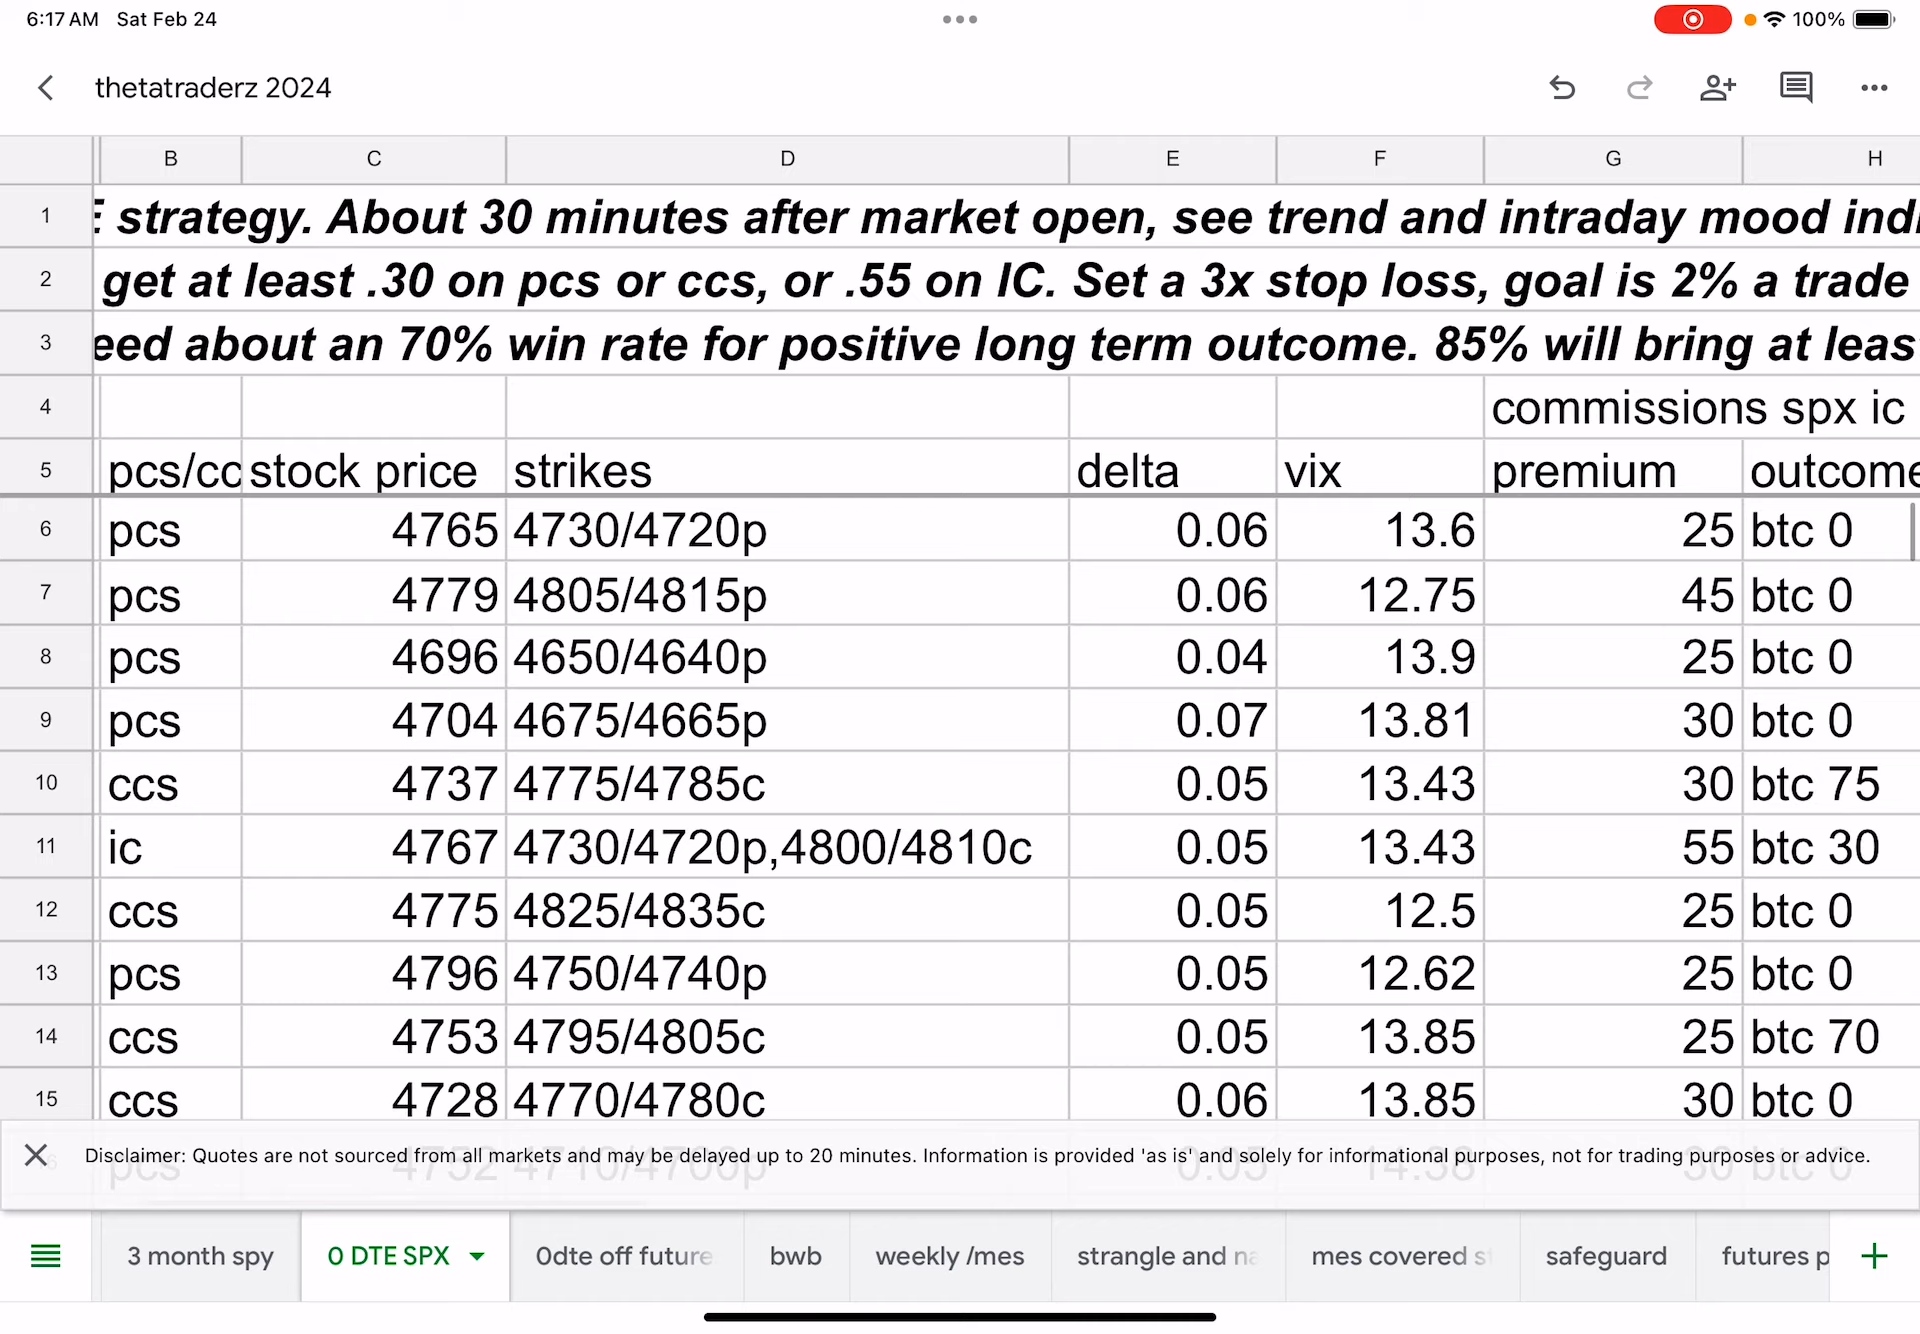 6:17 AM Sat Feb 24
100%
thetatraderz 2024
B C D E F G H
1 strategy. About 30 minutes after market open, see trend and intraday mood
2 get at least .30 on pcs or ccs, or .55 on IC. Set a 3x stop loss, goal is 2% a trade
3 eed about an 70% win rate for positive long term outcome. 85% will bring at leas
4 commissions spx ic
5 pcs/cc stock price strikes delta vix premium outcome
6 pcs 4765 4730/4720p 0.06 13.6 25 btc 0
7 pcs 4779 4805/4815p 0.06 12.75 45 btc 0
8 pcs 4696 4650/4640p 0.04 13.9 25 btc 0
9 pcs 4704 4675/4665p 0.07 13.81 30 btc 0
10 ccs 4737 4775/4785c 0.05 13.43 30 btc 75
11 ic 4767 4730/4720p,4800/4810c 0.05 13.43 55 btc 30
12 ccs 4775 4825/4835c 0.05 12.5 25 btc 0
13 pcs 4796 4750/4740p 0.05 12.62 25 btc 0
14 ccs 4753 4795/4805c 0.05 13.85 25 btc 70
15 ccs 4728 4770/4780c 0.06 13.85 30 btc 0
Disclaimer: Quotes are not sourced from all markets and may be delayed up to 20 minutes. Information is provided 'as is' and solely for informational purposes, not for trading purposes or advice.
3 month spy 0 DTE SPX 0dte off future bwb weekly /mes strangle and na mes covered s safeguard futures p